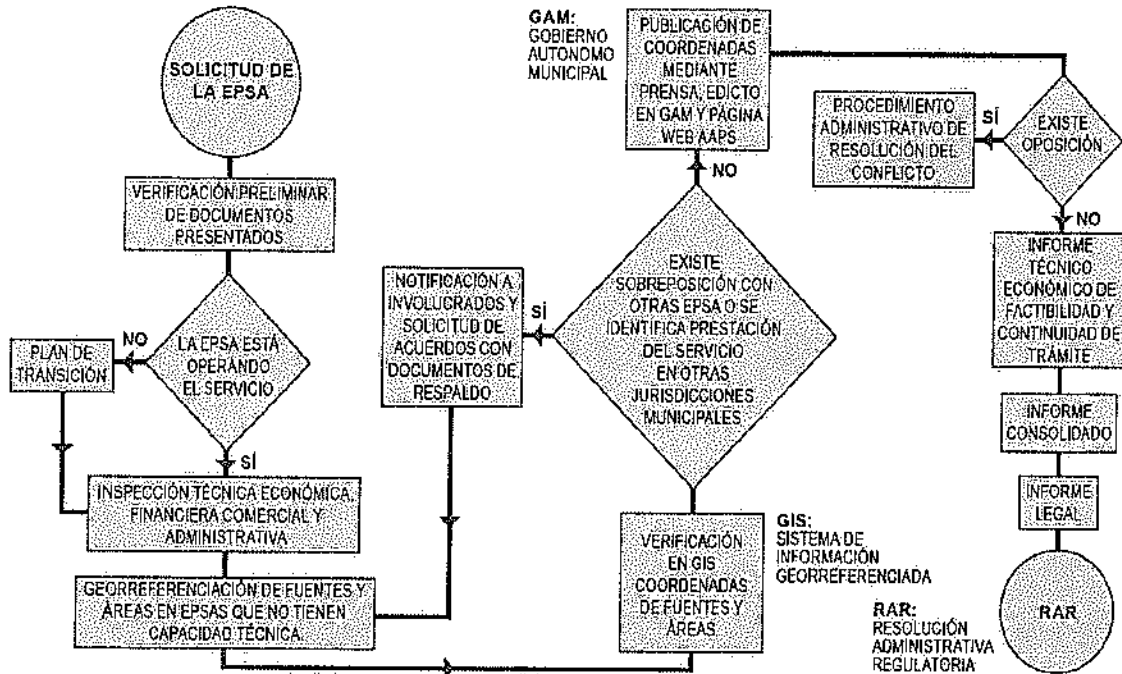 SOLICITUD DE
LA EPSA
VERIFICACIÓN PRELIMINAR
DE DOCUMENTOS
PRESENTADOS
LA EPSA ESTÁ
OPERANDO
EL SERVICIO
NO
PLAN DE
TRANSICIÓN
SÍ
INSPECCIÓN TÉCNICA ECONÓMICA,
FINANCIERA COMERCIAL Y
ADMINISTRATIVA
GEORREFERENCIACIÓN DE FUENTES Y
ÁREAS EN EPSAS QUE NO TIENEN
CAPACIDAD TÉCNICA.
NOTIFICACIÓN A
INVOLUCRADOS Y
SOLICITUD DE
ACUERDOS CON
DOCUMENTOS DE
RESPALDO
SÍ
EXISTE
SOBREPOSICIÓN CON
OTRAS EPSA O SE
IDENTIFICA PRESTACIÓN
DEL SERVICIO
EN OTRAS
JURISDICCIONES
MUNICIPALES
NO
VERIFICACIÓN
EN GIS
COORDENADAS
DE FUENTES Y
ÁREAS
GIS:
SISTEMA DE
INFORMACIÓN
GEORREFERENCIADA
GAM:
GOBIERNO
AUTONOMO
MUNICIPAL
PUBLICACIÓN DE
COORDENADAS
MEDIANTE
PRENSA, EDICTO
EN GAM Y PÁGINA
WEB AAPS
EXISTE
OPOSICIÓN
SÍ
PROCEDIMIENTO
ADMINISTRATIVO DE
RESOLUCIÓN DEL
CONFLICTO
NO
INFORME
TÉCNICO
ECONÓMICO DE
FACTIBILIDAD Y
CONTINUIDAD DE
TRÁMITE
INFORME
CONSOLIDADO
INFORME
LEGAL
RAR
RAR:
RESOLUCIÓN
ADMINISTRATIVA
REGULATORIA